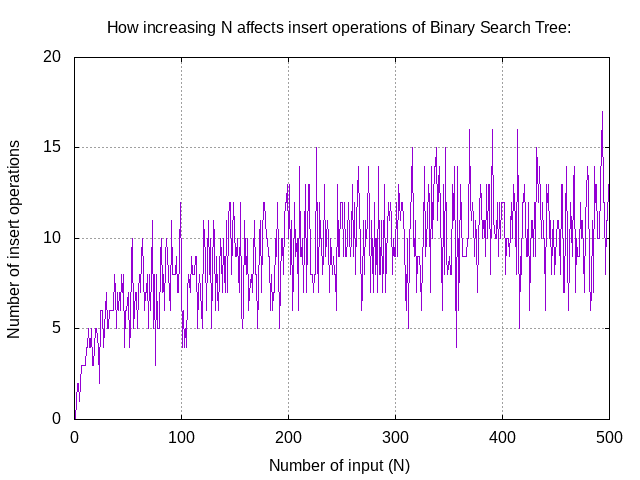 How increasing N affects insert operations of Binary Search Tree:
20
15
10
5
0
Number of insert operations
0 100 200 300 400 500
Number of input (N)